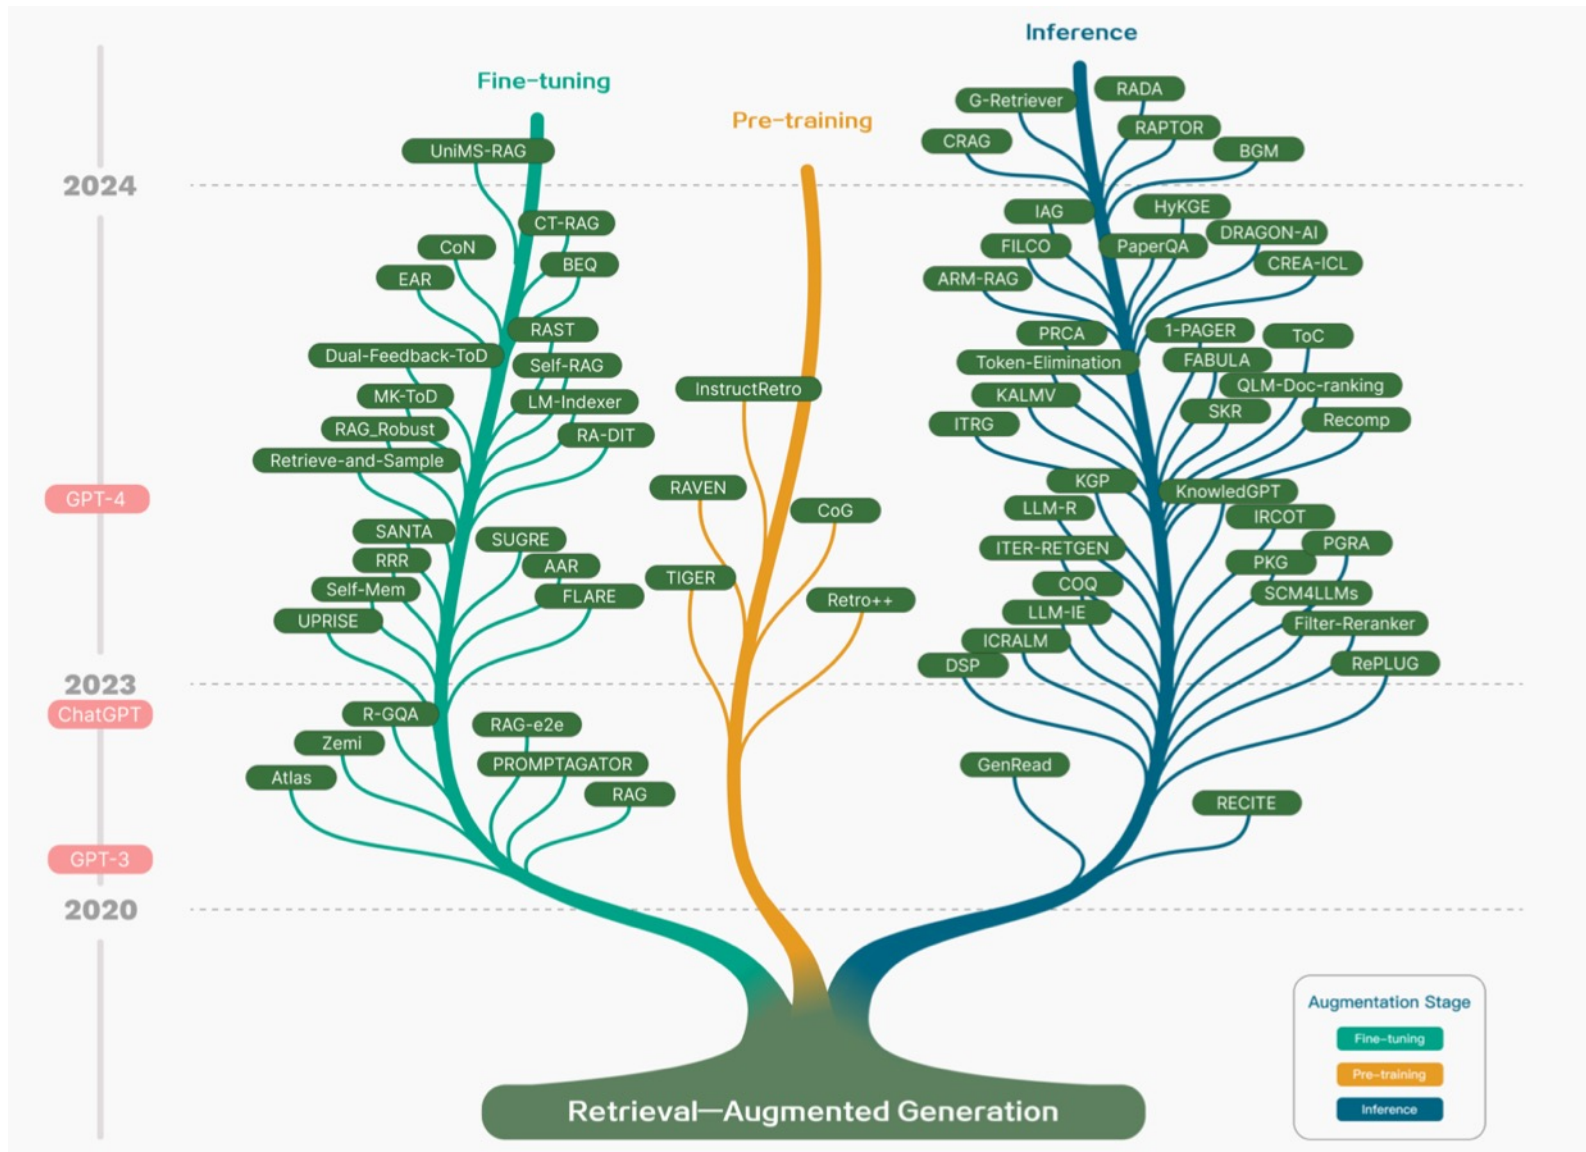 Inference
Fine-tuning
Pre-training
G-Retriever
RADA
CRAG
RAPTOR
BGM
UniMS-RAG
2024
CT-RAG
CoN
BEQ
EAR
IAG
HyKGE
FILCO
PaperQA
DRAGON-AI
ARM-RAG
CREA-ICL
RAST
Dual-Feedback-ToD
Self-RAG
MK-ToD
LM-Indexer
RAG_Robust
RA-DIT
Retrieve-and-Sample
InstructRetro
PRCA
1-PAGER
ToC
Token-Elimination
FABULA
KALMV
QLM-Doc-ranking
ITRG
SKR
Recomp
GPT-4
RAVEN
CoG
KGP
KnowledGPT
LLM-R
IRCOT
SANTA
SUGRE
ITER-RETGEN
PGRA
RRR
AAR
TIGER
COQ
PKG
Self-Mem
FLARE
Retro++
LLM-IE
SCM4LLMs
UPRISE
ICRALM
Filter-Reranker
DSP
RePLUG
2023
ChatGPT
R-GQA
RAG-e2e
Zemi
PROMPTAGATOR
Atlas
RAG
GenRead
RECITE
GPT-3
2020
Augmentation Stage
Fine-tuning
Pre-training
Inference
Retrieval—Augmented Generation